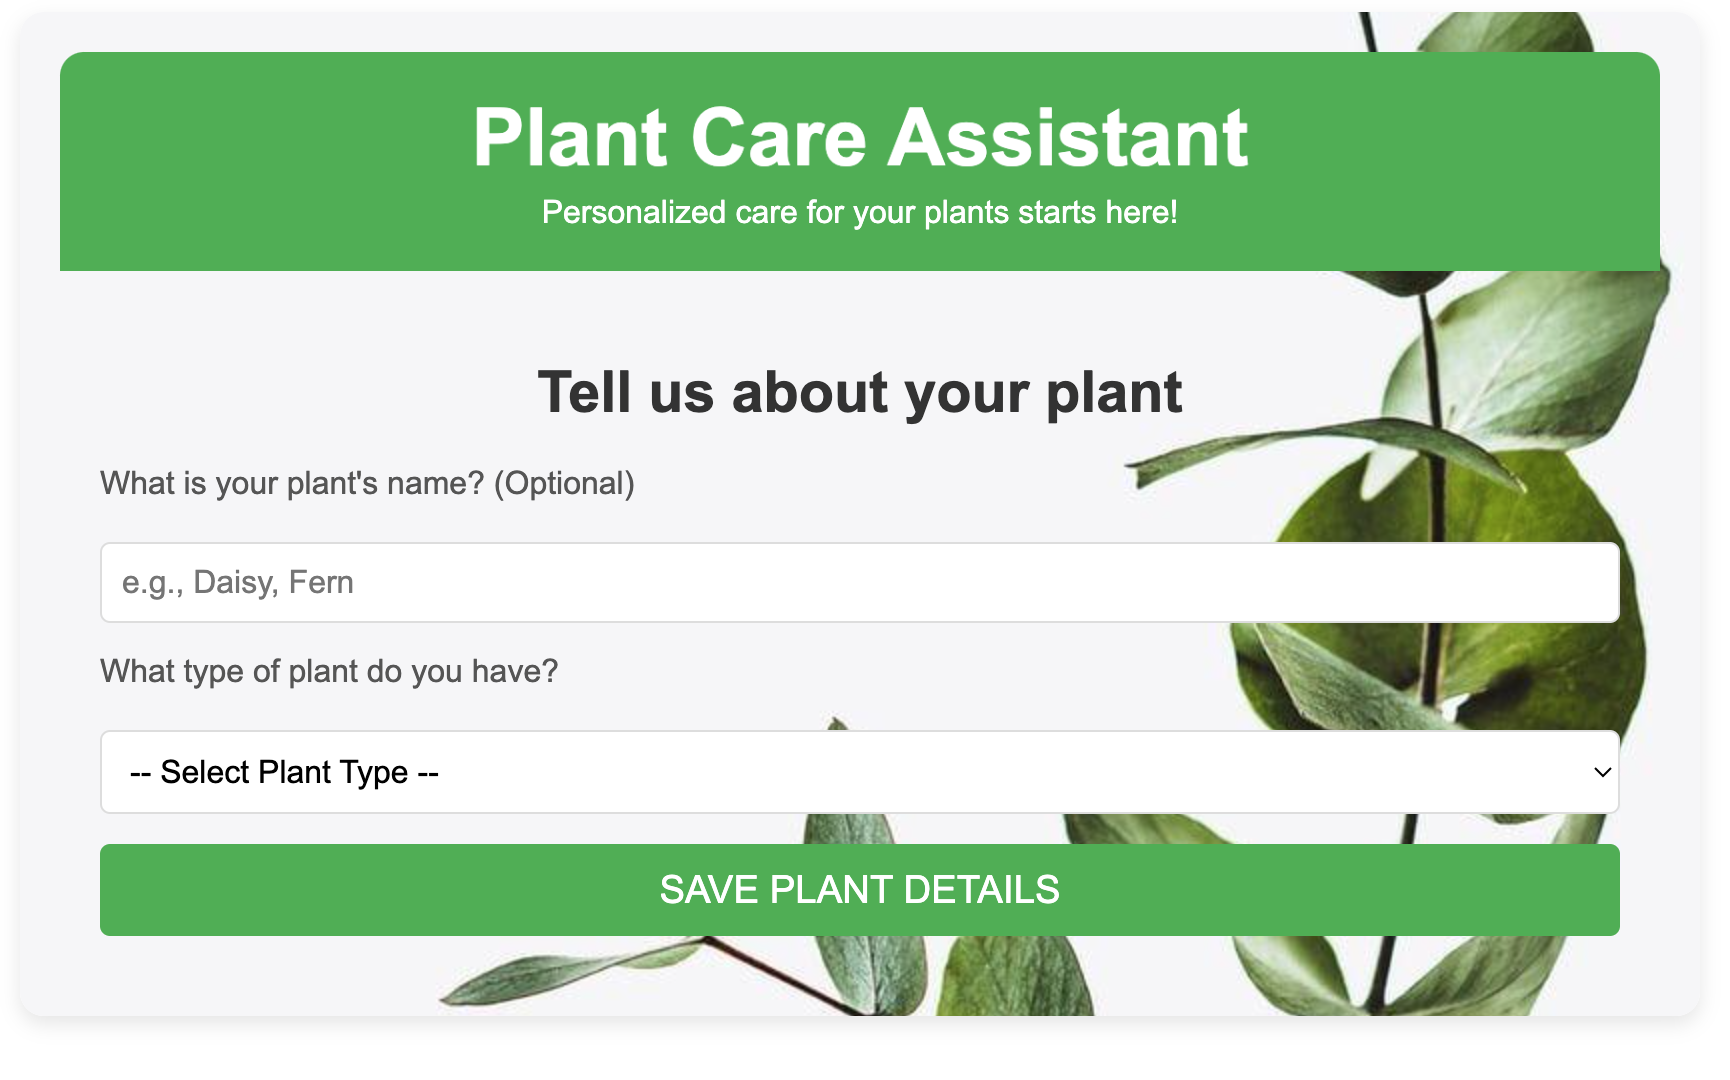 Plant Care Assistant
Personalized care for your plants starts here!
Tell us about your plant
What is your plant's name? (Optional)
e.g., Daisy, Fern
What type of plant do you have?
-- Select Plant Type --
SAVE PLANT DETAILS